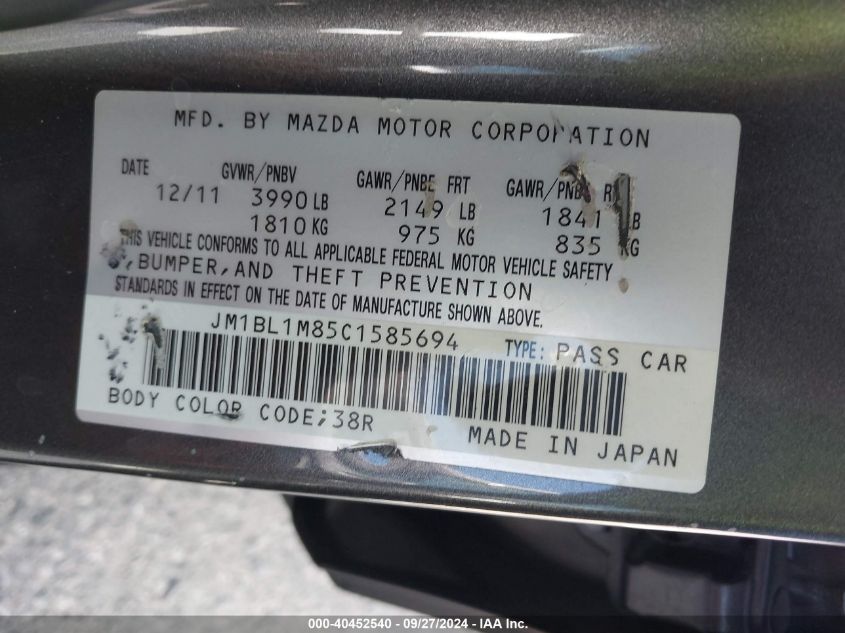 MFD. BY MAZDA MOTOR CORPORATION
DATE GVWR/PNBV GAWR/PNBE FRT GAWR/PNBE R
12/11 3990 LB 2149 LB 1841 LB
1810 KG 975 KG 835 KG
THIS VEHICLE CONFORMS TO ALL APPLICABLE FEDERAL MOTOR VEHICLE SAFETY
,BUMPER,AND THEFT PREVENTION
STANDARDS IN EFFECT ON THE DATE OF MANUFACTURE SHOWN ABOVE.
JM1BL1M85C1585694 TYPE: PASS CAR
BODY COLOR CODE;38R
MADE IN JAPAN
000-40452540 - 09/27/2024 - IAA Inc.